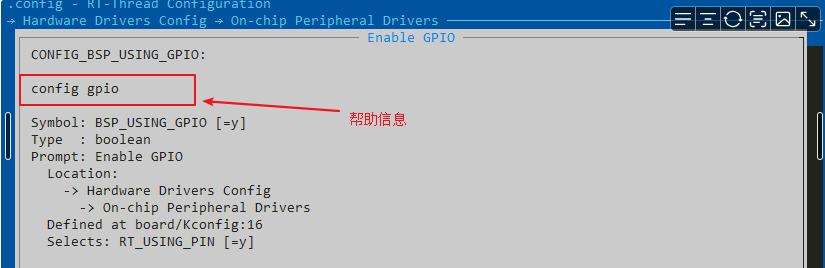 .config - RT-Thread Configuration
→ Hardware Drivers Config → On-chip Peripheral Drivers
Enable GPIO
CONFIG_BSP_USING_GPIO:
config gpio
帮助信息
Symbol: BSP_USING_GPIO [=y]
Type  : boolean
Prompt: Enable GPIO
  Location:
    -> Hardware Drivers Config
      -> On-chip Peripheral Drivers
  Defined at board/Kconfig:16
  Selects: RT_USING_PIN [=y]